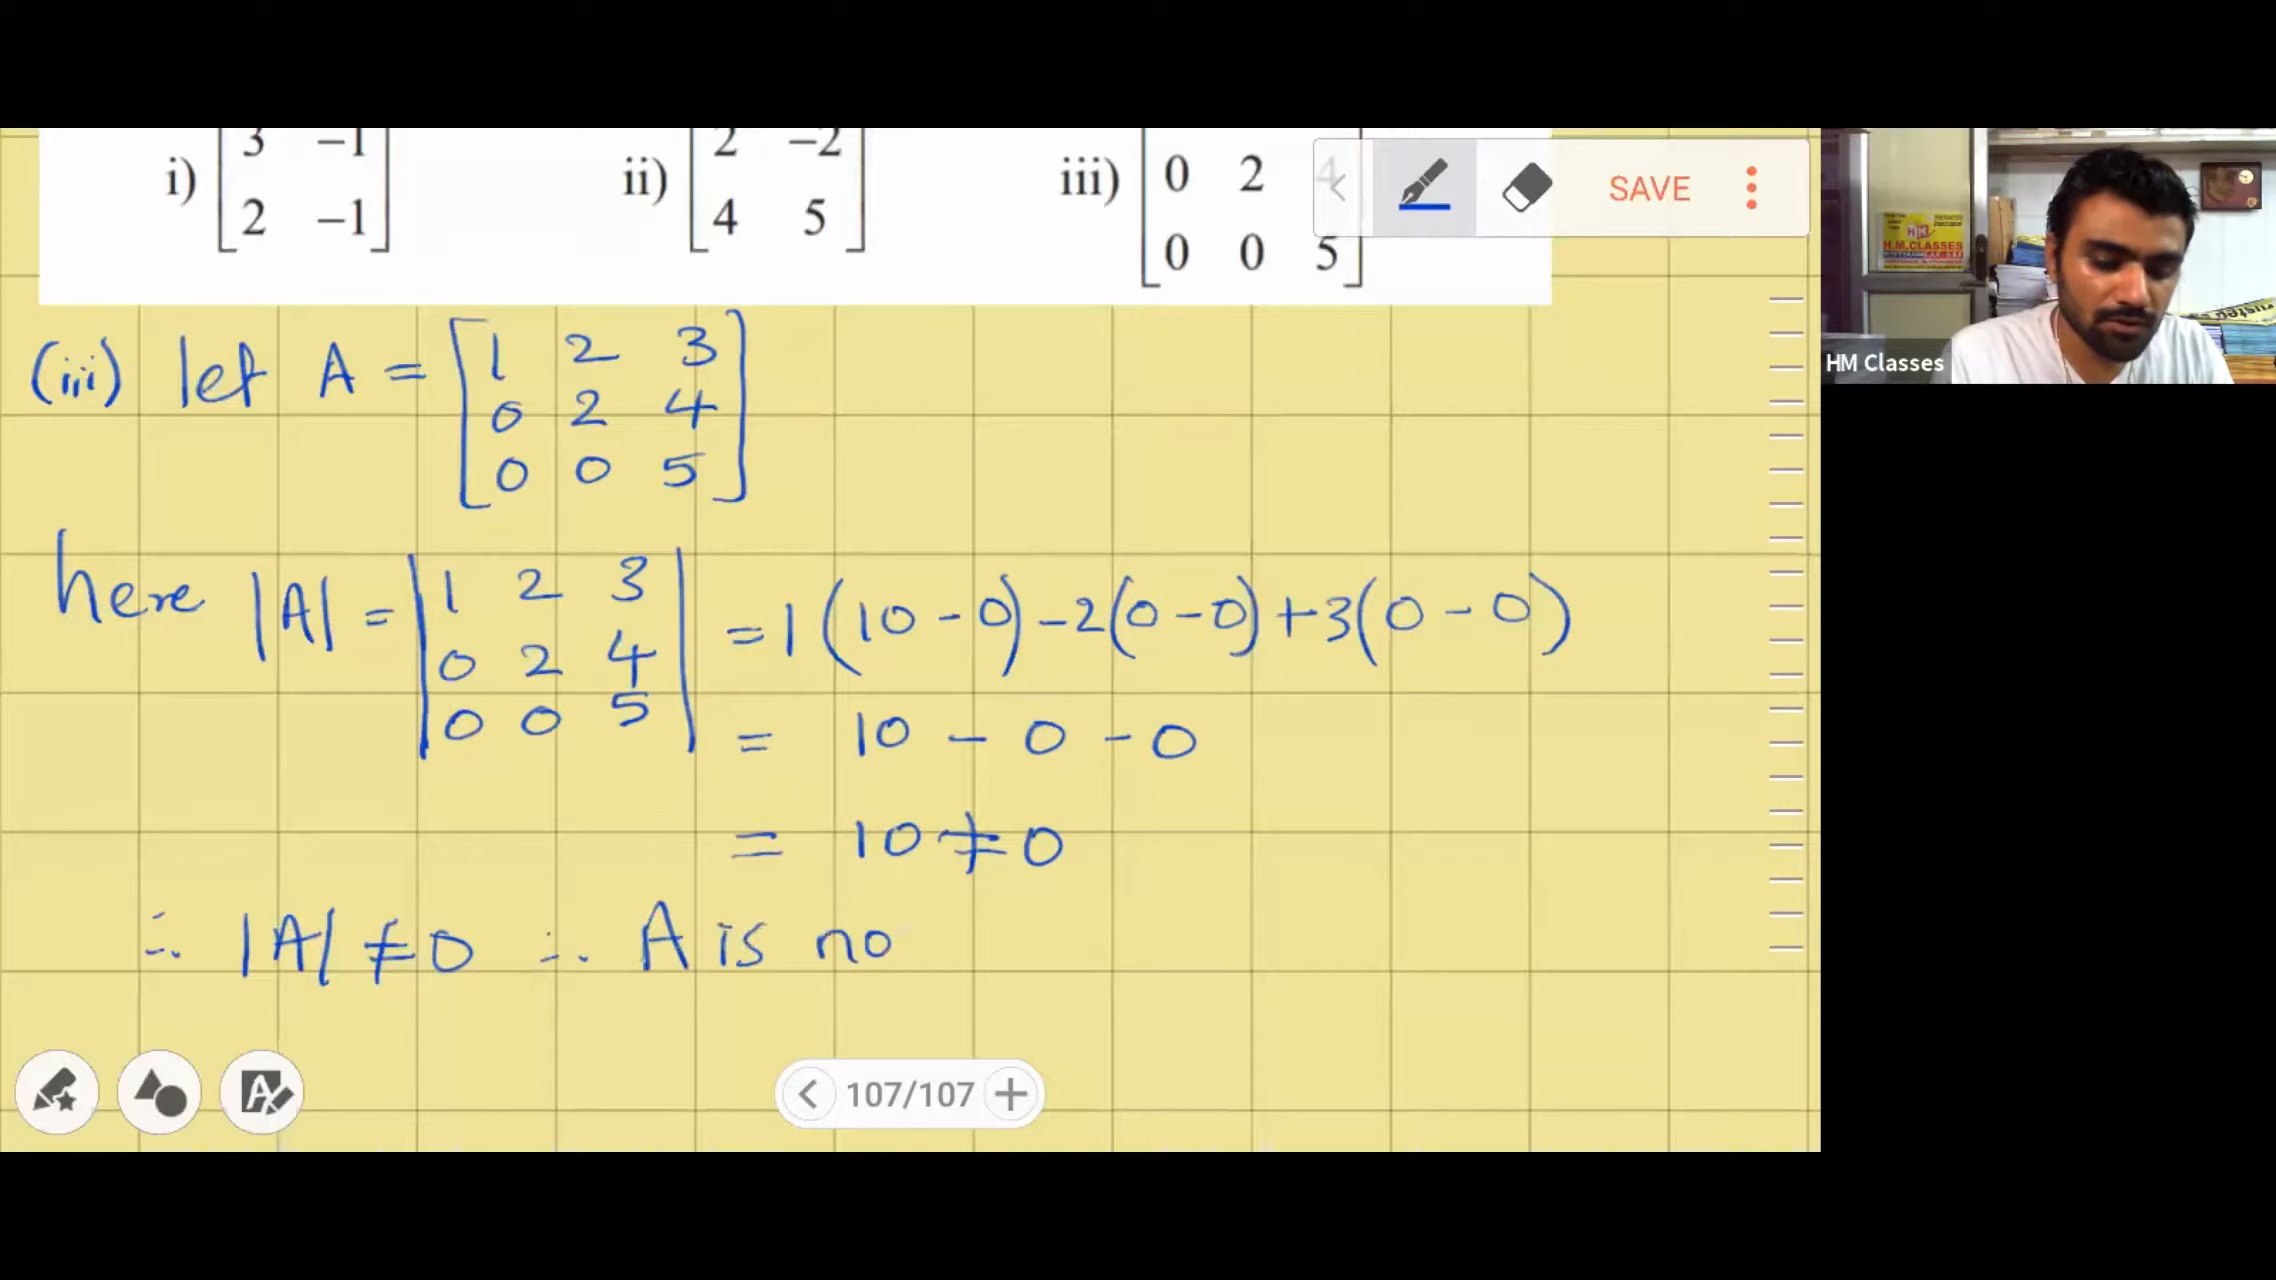 i) [3 −1
2 −1]
ii) [2 −2
4 5]
iii) [0 2 4
0 0 5]
SAVE
HM
H.M.CLASSES
HM Classes
(iii) let A = [1 2 3
0 2 4
0 0 5]
here |A| = |1 2 3
0 2 4
0 0 5| = 1(10 - 0) - 2(0 - 0) + 3(0 - 0)
= 10 - 0 - 0
= 10 ≠ 0
∴ |A| ≠ 0 ∴ A is no
107/107